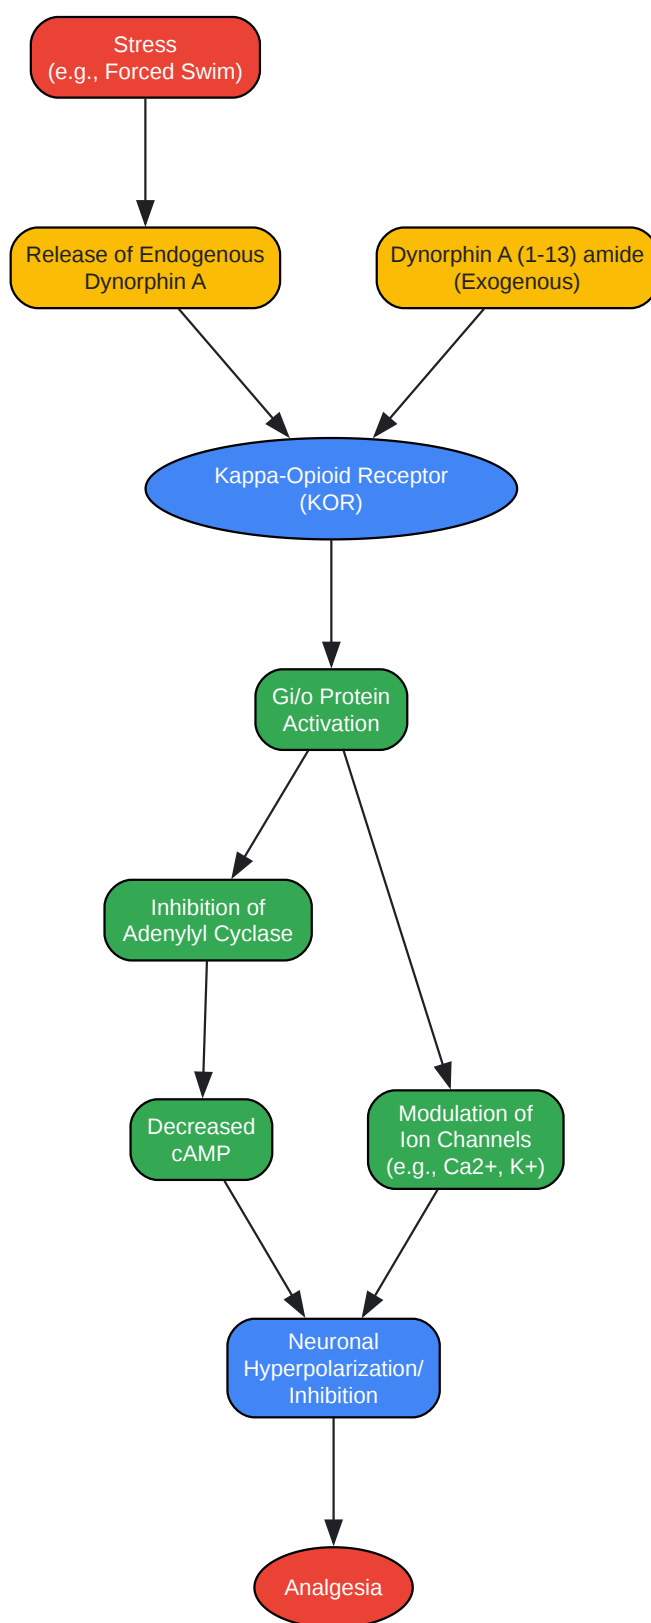 Stress
(e.g., Forced Swim)
Release of Endogenous
Dynorphin A
Dynorphin A (1-13) amide
(Exogenous)
Kappa-Opioid Receptor
(KOR)
Gi/o Protein
Activation
Inhibition of
Adenylyl Cyclase
Decreased
cAMP
Modulation of
Ion Channels
(e.g., Ca2+, K+)
Neuronal
Hyperpolarization/
Inhibition
Analgesia